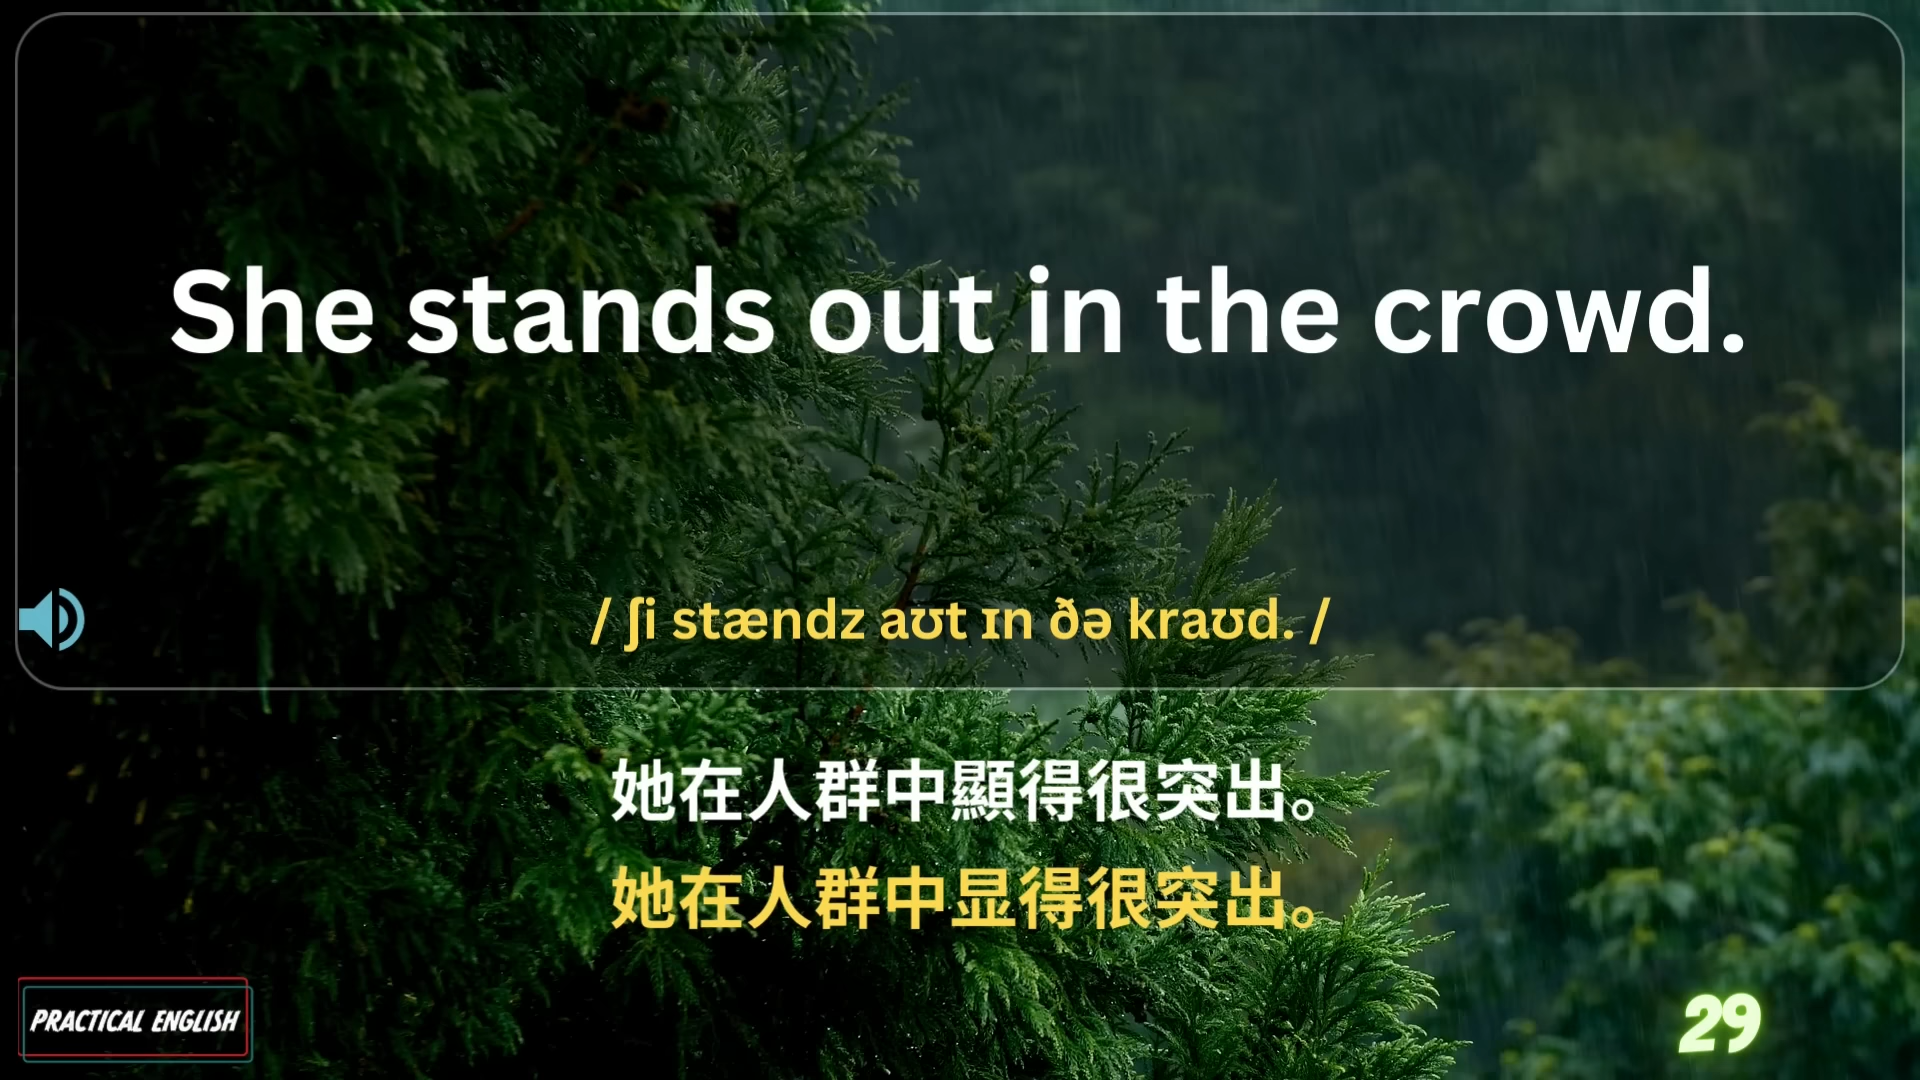 She stands out in the crowd.
/ ʃi stændz aʊt ɪn ðə kraʊd. /
她在人群中顯得很突出。
她在人群中显得很突出。
PRACTICAL ENGLISH
29